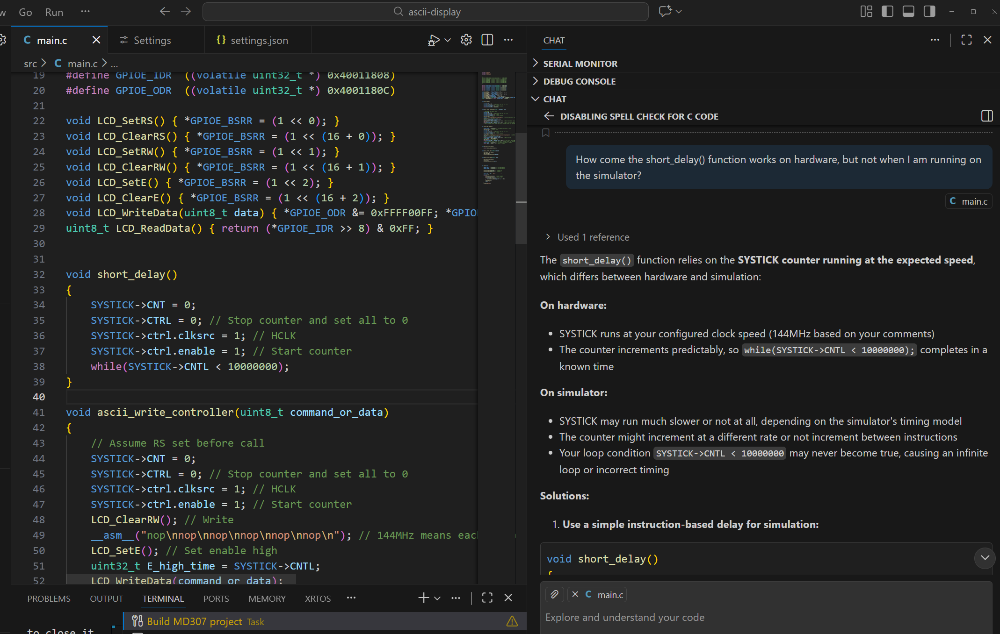 Go Run ...
ascii-display
C main.c
Settings
{} settings.json
src > C main.c > ...
19 #define GPIOE_IDR ((volatile uint32_t *) 0x40011808)
20 #define GPIOE_ODR ((volatile uint32_t *) 0x4001180C)
21
22 void LCD_SetRS() { *GPIOE_BSRR = (1 << 0); }
23 void LCD_ClearRS() { *GPIOE_BSRR = (1 << (16 + 0)); }
24 void LCD_SetRW() { *GPIOE_BSRR = (1 << 1); }
25 void LCD_ClearRW() { *GPIOE_BSRR = (1 << (16 + 1)); }
26 void LCD_SetE() { *GPIOE_BSRR = (1 << 2); }
27 void LCD_ClearE() { *GPIOE_BSRR = (1 << (16 + 2)); }
28 void LCD_WriteData(uint8_t data) { *GPIOE_ODR &= 0xFFFF00FF; *GPIO
29 uint8_t LCD_ReadData() { return (*GPIOE_IDR >> 8) & 0xFF; }
30
31
32 void short_delay()
33 {
34 SYSTICK->CNT = 0;
35 SYSTICK->CTRL = 0; // Stop counter and set all to 0
36 SYSTICK->ctrl.clksrc = 1; // HCLK
37 SYSTICK->ctrl.enable = 1; // Start counter
38 while(SYSTICK->CNTL < 10000000);
39 }
40
41 void ascii_write_controller(uint8_t command_or_data)
42 {
43 // Assume RS set before call
44 SYSTICK->CNT = 0;
45 SYSTICK->CTRL = 0; // Stop counter and set all to 0
46 SYSTICK->ctrl.clksrc = 1; // HCLK
47 SYSTICK->ctrl.enable = 1; // Start counter
48 LCD_ClearRW(); // Write
49 __asm__("nop\nnop\nnop\nnop\nnop\nnop\n"); // 144MHz means eac
50 LCD_SetE(); // Set enable high
51 uint32_t E_high_time = SYSTICK->CNTL;
52 LCD_WriteData(command_or_data);
PROBLEMS OUTPUT TERMINAL PORTS MEMORY XRTOS ...
to close it
Build MD307 project Task
CHAT
SERIAL MONITOR
DEBUG CONSOLE
CHAT
DISABLING SPELL CHECK FOR C CODE
How come the short_delay() function works on hardware, but not when I am running on
the simulator?
C main.c
Used 1 reference
The short_delay() function relies on the SYSTICK counter running at the expected speed,
which differs between hardware and simulation:
On hardware:
• SYSTICK runs at your configured clock speed (144MHz based on your comments)
• The counter increments predictably, so while(SYSTICK->CNTL < 10000000); completes in a
known time
On simulator:
• SYSTICK may run much slower or not at all, depending on the simulator's timing model
• The counter might increment at a different rate or not increment between instructions
• Your loop condition SYSTICK->CNTL < 10000000 may never become true, causing an infinite
loop or incorrect timing
Solutions:
1. Use a simple instruction-based delay for simulation:
void short_delay()
{
C main.c
Explore and understand your code